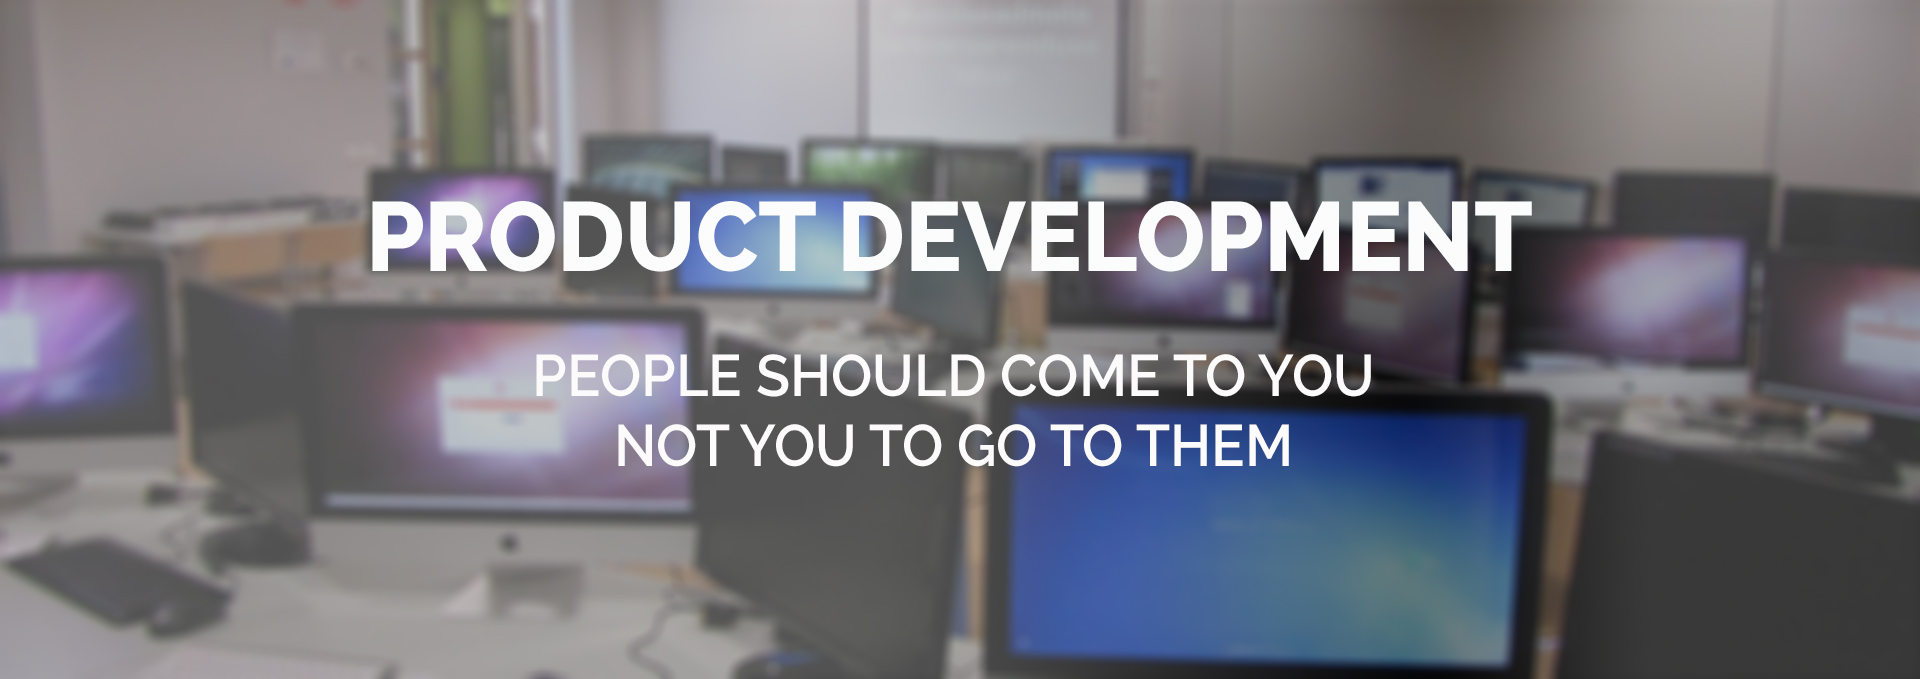 PRODUCT DEVELOPMENT
PEOPLE SHOULD COME TO YOU
NOT YOU TO GO TO THEM